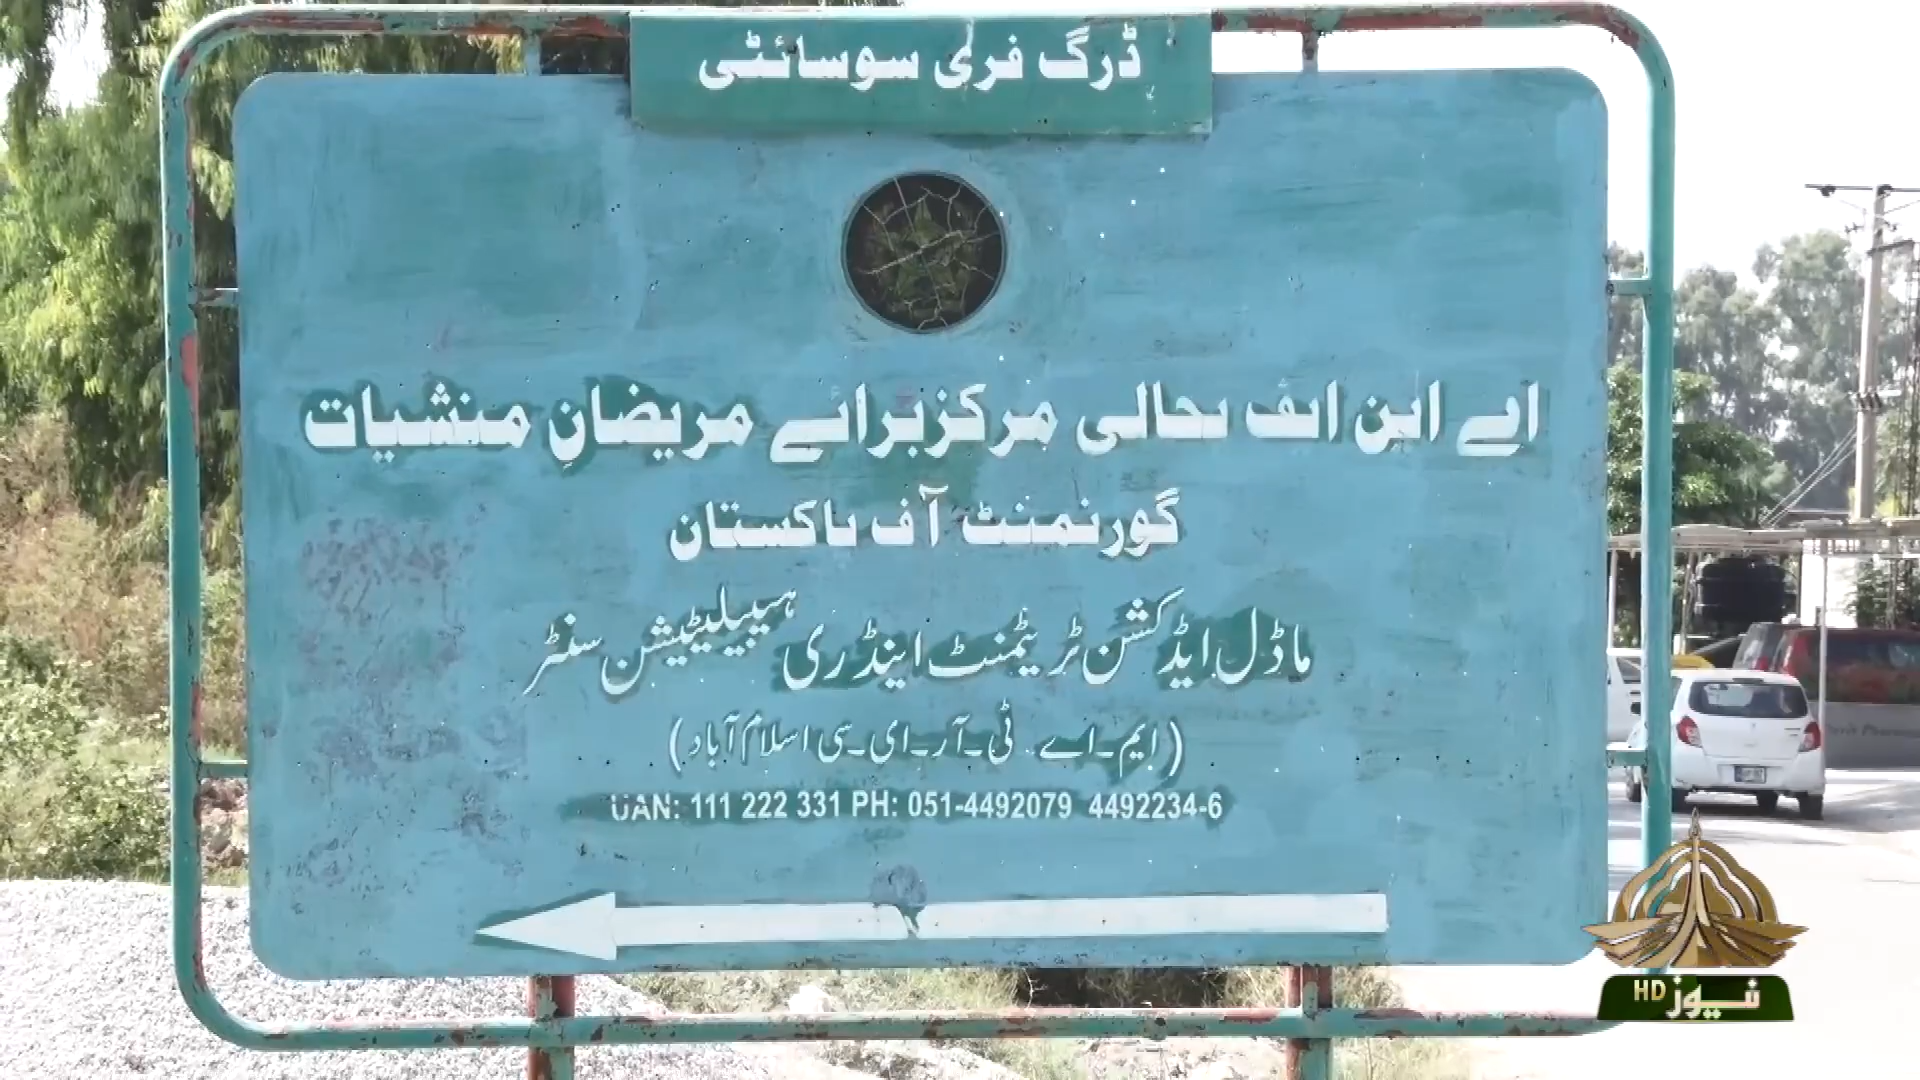 ڈرگ فری سوسائٹی
اے این ایف بحالی مرکز برائے مریضانِ منشیات
گورنمنٹ آف پاکستان
ماڈل ایڈکشن ٹریٹمنٹ اینڈ ری ہیبیلیٹیشن سنٹر
(ایم-اے-ٹی-آر-ای-سی اسلام آباد)
UAN: 111 222 331 PH: 051-4492079 4492234-6
نیوز HD